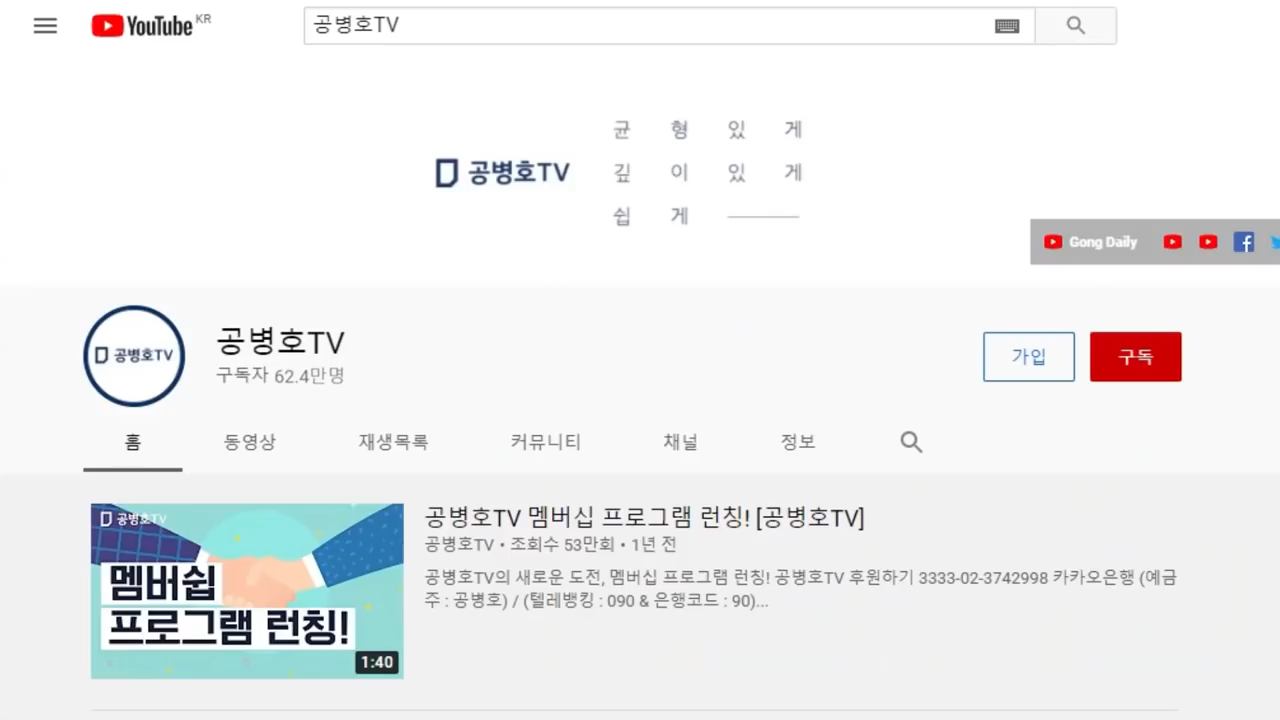 YouTube KR
공병호TV
균형있게
공병호TV
깊이있게
쉽게
Gong Daily
공병호TV
공병호TV
구독자 62.4만명
가입
구독
홈
동영상
재생목록
커뮤니티
채널
정보
공병호TV
멤버쉽
프로그램 런칭!
1:40
공병호TV 멤버십 프로그램 런칭! [공병호TV]
공병호TV • 조회수 53만회 • 1년 전
공병호TV의 새로운 도전, 멤버십 프로그램 런칭! 공병호TV 후원하기 3333-02-3742998 카카오은행 (예금
주 : 공병호) / (텔레뱅킹 : 090 & 은행코드 : 90)...